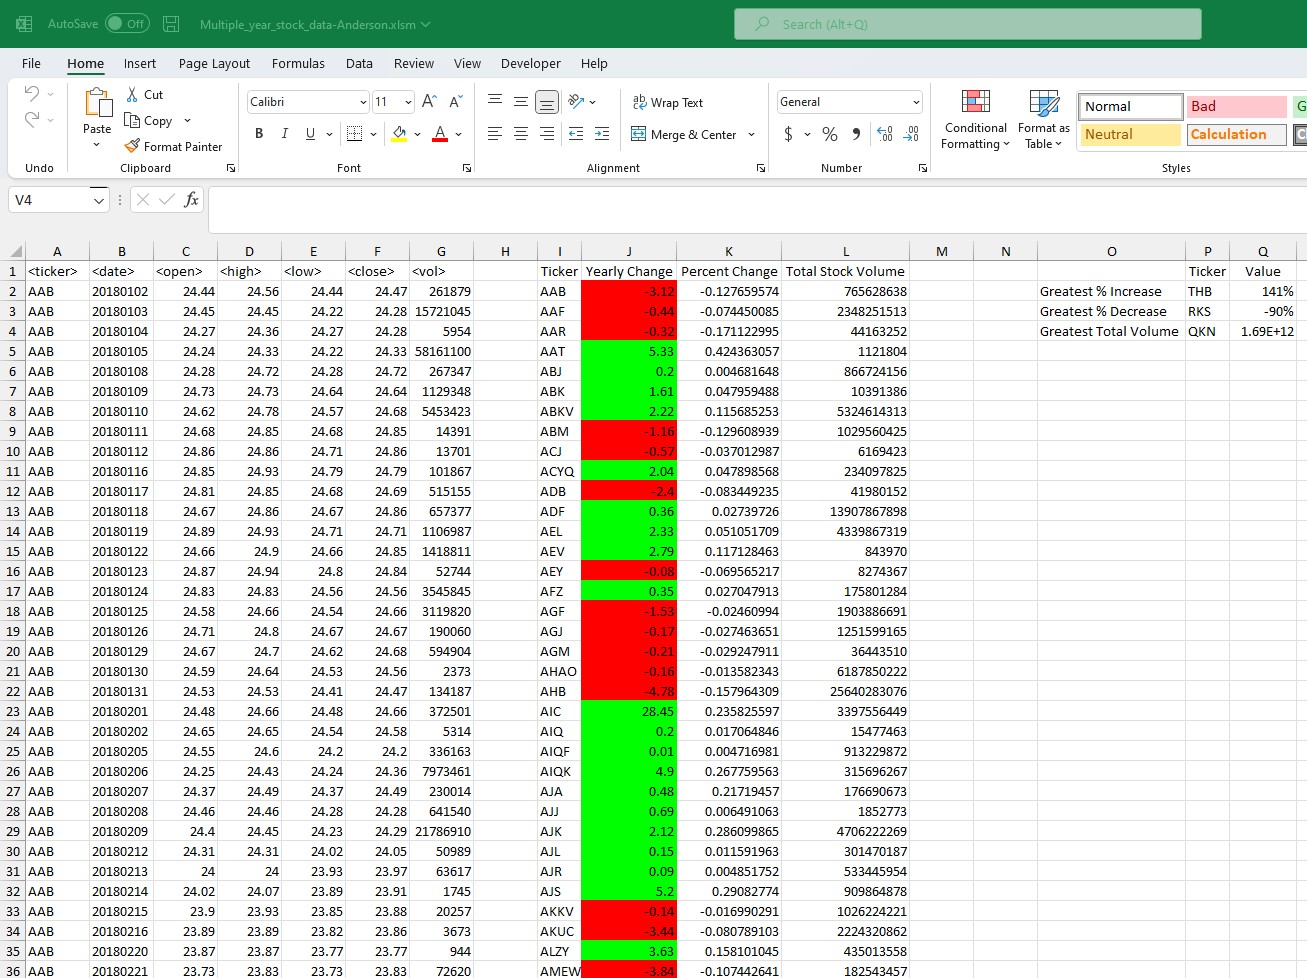 AutoSave Off Multiple_year_stock_data-Anderson.xlsm Search (Alt+Q)
File Home Insert Page Layout Formulas Data Review View Developer Help
Cut Calibri 11 Wrap Text General Normal Bad G
Paste Copy B I U A Merge & Center $ % Conditional Formatting Format as Table Neutral Calculation
Format Painter
Undo Clipboard Font Alignment Number Styles
V4 fx
A B C D E F G H I J K L M N O P Q
1 <ticker> <date> <open> <high> <low> <close> <vol> Ticker Yearly Change Percent Change Total Stock Volume Ticker Value
2 AAB 20180102 24.44 24.56 24.44 24.47 261879 AAB -3.12 -0.127659574 765628638 Greatest % Increase THB 141%
3 AAB 20180103 24.45 24.45 24.22 24.28 15721045 AAF -0.44 -0.074450085 2348251513 Greatest % Decrease RKS -90%
4 AAB 20180104 24.27 24.36 24.27 24.28 5954 AAR -0.32 -0.171122995 44163252 Greatest Total Volume QKN 1.69E+12
5 AAB 20180105 24.24 24.33 24.22 24.33 58161100 AAT 5.33 0.424363057 1121804
6 AAB 20180108 24.28 24.72 24.28 24.72 267347 ABJ 0.2 0.004681648 866724156
7 AAB 20180109 24.73 24.73 24.64 24.64 1129348 ABK 1.61 0.047959488 10391386
8 AAB 20180110 24.62 24.78 24.57 24.68 5453423 ABKV 2.22 0.115685253 5324614313
9 AAB 20180111 24.68 24.85 24.68 24.85 14391 ABM -1.16 -0.129608939 1029560425
10 AAB 20180112 24.86 24.86 24.71 24.86 13701 ACJ -0.57 -0.037012987 6169423
11 AAB 20180116 24.85 24.93 24.79 24.79 101867 ACYQ 2.04 0.047898568 234097825
12 AAB 20180117 24.81 24.85 24.68 24.69 515155 ADB -2.4 -0.083449235 41980152
13 AAB 20180118 24.67 24.86 24.67 24.86 657377 ADF 0.36 0.02739726 13907867898
14 AAB 20180119 24.89 24.93 24.71 24.71 1106987 AEL 2.33 0.051051709 4339867319
15 AAB 20180122 24.66 24.9 24.66 24.85 1418811 AEV 2.79 0.117128463 843970
16 AAB 20180123 24.87 24.94 24.8 24.84 52744 AEY -0.08 -0.069565217 8274367
17 AAB 20180124 24.83 24.83 24.56 24.56 3545845 AFZ 0.35 0.027047913 175801284
18 AAB 20180125 24.58 24.66 24.54 24.66 3119820 AGF -1.53 -0.02460994 1903886691
19 AAB 20180126 24.71 24.8 24.67 24.67 190060 AGJ -0.17 -0.027463651 1251599165
20 AAB 20180129 24.67 24.7 24.62 24.68 594904 AGM -0.21 -0.029247911 36443510
21 AAB 20180130 24.59 24.64 24.53 24.56 2373 AHAO -0.16 -0.013582343 6187850222
22 AAB 20180131 24.53 24.53 24.41 24.47 134187 AHB -4.78 -0.157964309 25640283076
23 AAB 20180201 24.48 24.66 24.48 24.66 372501 AIC 28.45 0.235825597 3397556449
24 AAB 20180202 24.65 24.65 24.54 24.58 5314 AIQ 0.2 0.017064846 15477463
25 AAB 20180205 24.55 24.6 24.2 24.2 336163 AIQF 0.01 0.004716981 913229872
26 AAB 20180206 24.25 24.43 24.24 24.36 7973461 AIQK 4.9 0.267759563 315696267
27 AAB 20180207 24.37 24.49 24.37 24.49 230014 AJA 0.48 0.21719457 176690673
28 AAB 20180208 24.46 24.46 24.28 24.28 641540 AJJ 0.69 0.006491063 1852773
29 AAB 20180209 24.4 24.45 24.23 24.29 21786910 AJK 2.12 0.286099865 4706222269
30 AAB 20180212 24.31 24.31 24.02 24.05 50989 AJL 0.15 0.011591963 301470187
31 AAB 20180213 24 24 23.93 23.97 63617 AJR 0.09 0.004851752 533445954
32 AAB 20180214 24.02 24.07 23.89 23.91 1745 AJS 5.2 0.29082774 909864878
33 AAB 20180215 23.9 23.93 23.85 23.88 20257 AKKV -0.14 -0.016990291 1026224221
34 AAB 20180216 23.89 23.89 23.82 23.86 3673 AKUC -3.44 -0.080789103 2224320862
35 AAB 20180220 23.87 23.87 23.77 23.77 944 ALZY 3.63 0.158101045 435013558
36 AAB 20180221 23.73 23.83 23.73 23.83 72620 AMEW -3.84 -0.107442641 182543457